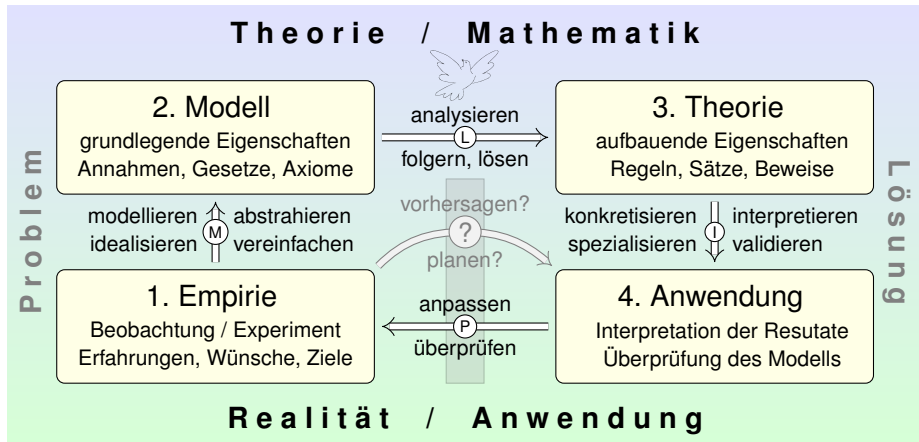 Theorie / Mathematik
2. Modell
grundlegende Eigenschaften
Annahmen, Gesetze, Axiome
analysieren
L
folgern, lösen
3. Theorie
aufbauende Eigenschaften
Regeln, Sätze, Beweise
Problem
Lösung
modellieren
idealisieren
M
abstrahieren
vereinfachen
vorhersagen?
?
planen?
konkretisieren
spezialisieren
I
interpretieren
validieren
1. Empirie
Beobachtung / Experiment
Erfahrungen, Wünsche, Ziele
anpassen
P
überprüfen
4. Anwendung
Interpretation der Resutate
Überprüfung des Modells
Realität / Anwendung